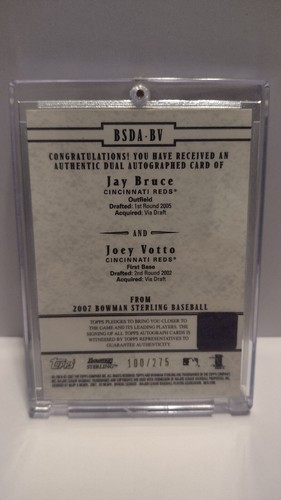 BSDA-BV
CONGRATULATIONS! YOU HAVE RECEIVED AN
AUTHENTIC DUAL AUTOGRAPHED CARD OF
Jay Bruce
CINCINNATI REDS®
Outfield
Drafted: 1st Round 2005
Acquired: Via Draft
AND
Joey Votto
CINCINNATI REDS®
First Base
Drafted: 2nd Round 2002
Acquired: Via Draft
FROM
2007 BOWMAN STERLING BASEBALL
TOPPS PLEDGES TO BRING YOU CLOSER TO
THE GAME AND ITS LEADING PLAYERS. THE
SIGNING OF ALL TOPPS AUTOGRAPH CARDS IS
WITNESSED BY TOPPS REPRESENTATIVES TO
GUARANTEE AUTHENTICITY.
Topps
Bowman
STERLING
100/275